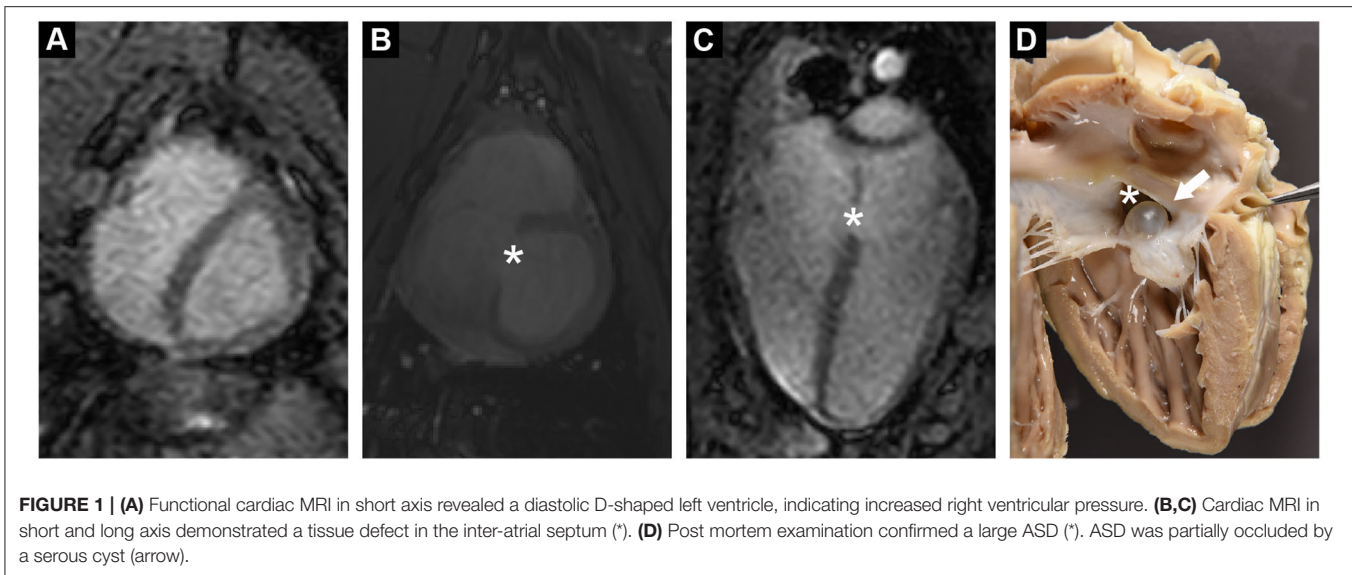 A
B
C
D
*
*
*
FIGURE 1 | (A) Functional cardiac MRI in short axis revealed a diastolic D-shaped left ventricle, indicating increased right ventricular pressure. (B,C) Cardiac MRI in
short and long axis demonstrated a tissue defect in the inter-atrial septum (*). (D) Post mortem examination confirmed a large ASD (*). ASD was partially occluded by
a serous cyst (arrow).